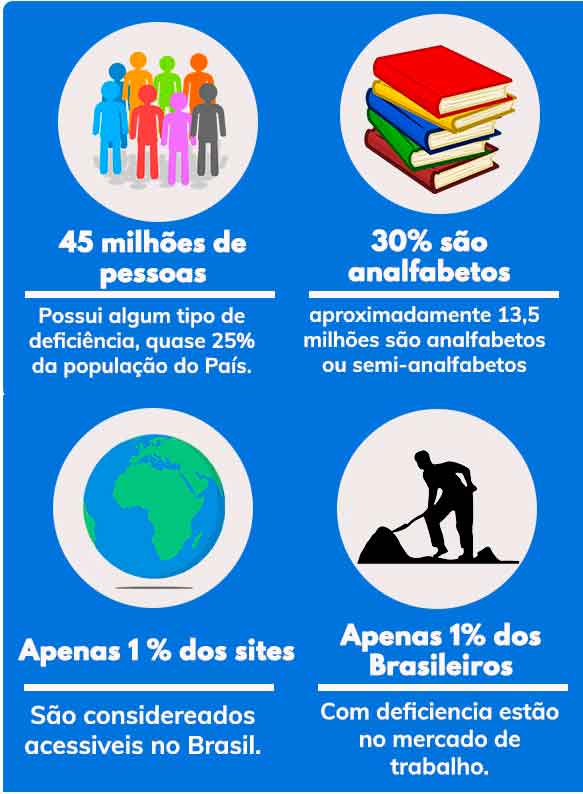 45 milhões de
pessoas
Possui algum tipo de
deficiência, quase 25%
da população do País.
30% são
analfabetos
aproximadamente 13,5
milhões são analfabetos
ou semi-analfabetos
Apenas 1 % dos sites
São considereados
acessiveis no Brasil.
Apenas 1% dos
Brasileiros
Com deficiencia estão
no mercado de
trabalho.